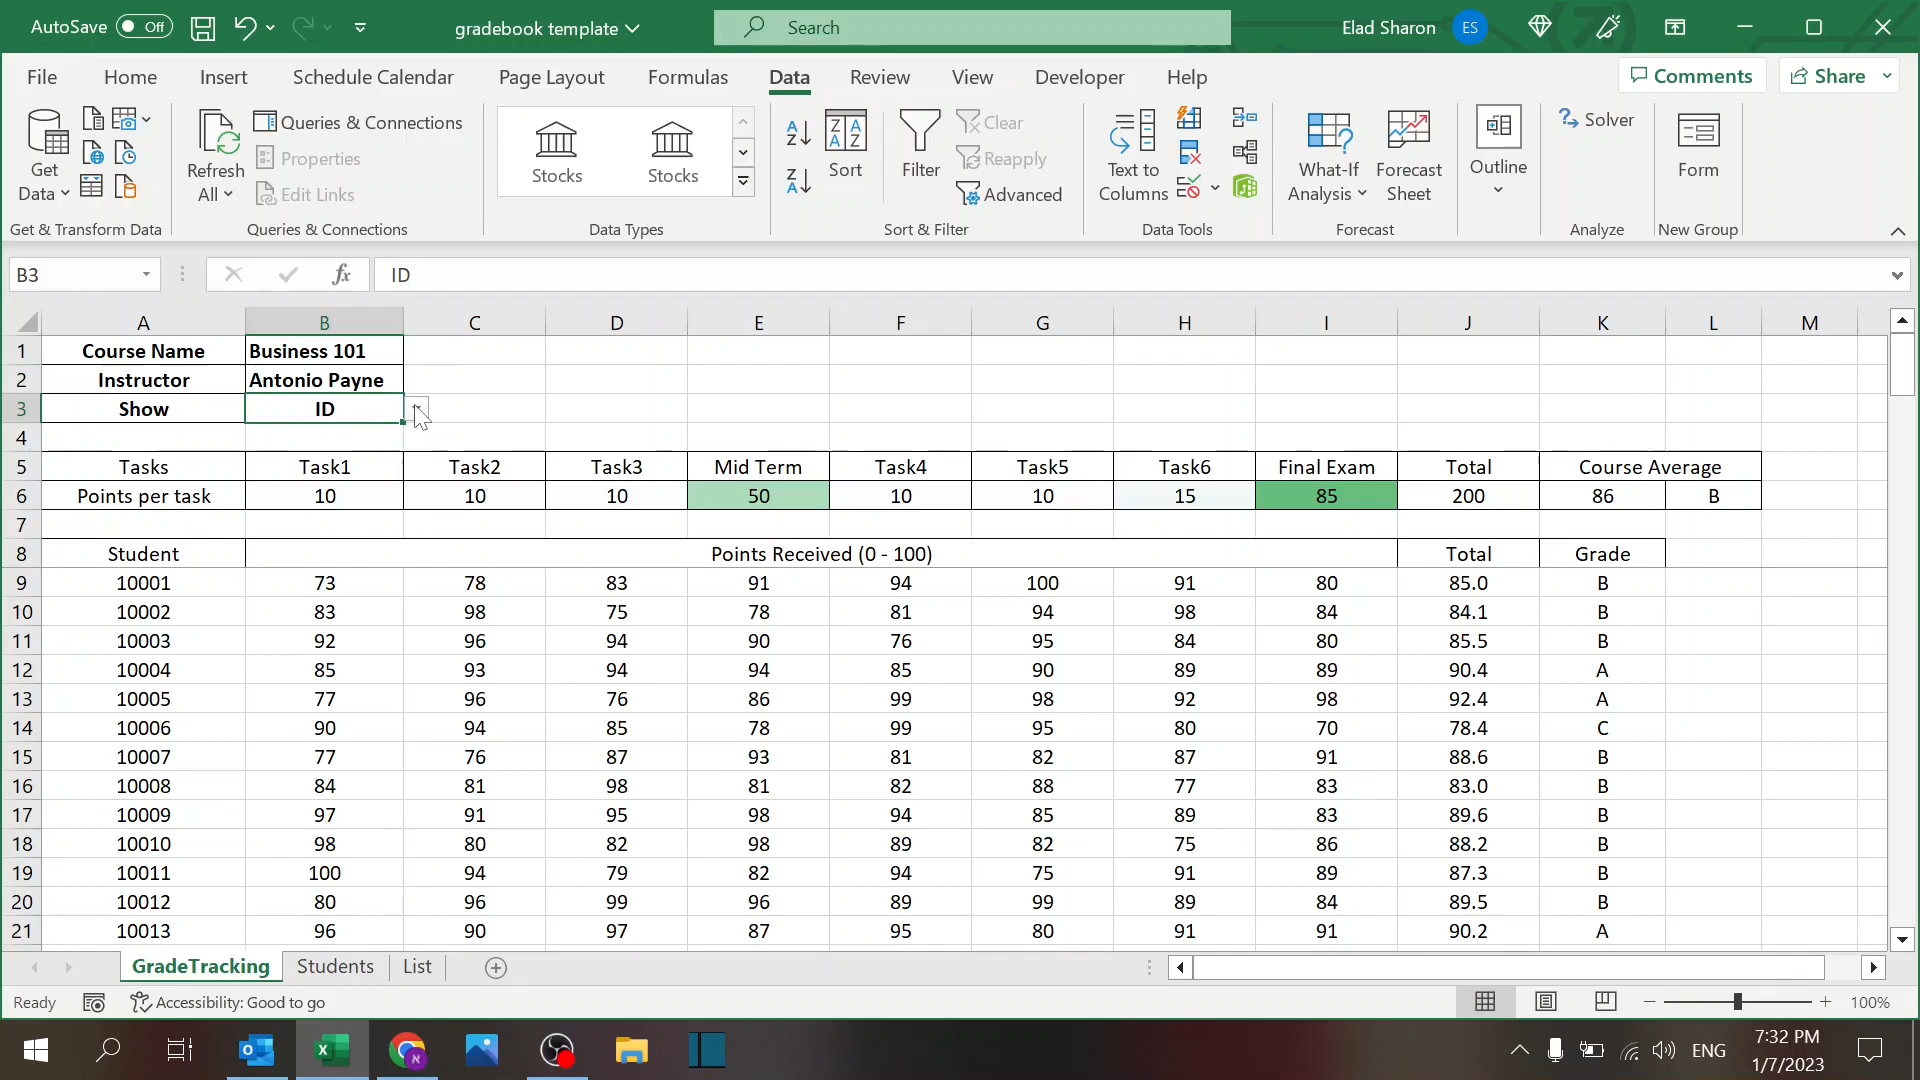 AutoSave Off gradebook template Search Elad Sharon ES
File Home Insert Schedule Calendar Page Layout Formulas Data Review View Developer Help Comments Share
Get Data
Refresh All
Queries & Connections
Properties
Edit Links
Stocks Stocks
Sort
Filter
Clear
Reapply
Advanced
Text to Columns
What-If Analysis
Forecast Sheet
Outline
Solver
Form
Get & Transform Data Queries & Connections Data Types Sort & Filter Data Tools Forecast Analyze New Group
B3 fx ID
A B C D E F G H I J K L M
1 Course Name Business 101
2 Instructor Antonio Payne
3 Show ID
4
5 Tasks Task1 Task2 Task3 Mid Term Task4 Task5 Task6 Final Exam Total Course Average
6 Points per task 10 10 10 50 10 10 15 85 200 86 B
7
8 Student Points Received (0 - 100) Total Grade
9 10001 73 78 83 91 94 100 91 80 85.0 B
10 10002 83 98 75 78 81 94 98 84 84.1 B
11 10003 92 96 94 90 76 95 84 80 85.5 B
12 10004 85 93 94 94 85 90 89 89 90.4 A
13 10005 77 96 76 86 99 98 92 98 92.4 A
14 10006 90 94 85 78 99 95 80 70 78.4 C
15 10007 77 76 87 93 81 82 87 91 88.6 B
16 10008 84 81 98 81 82 88 77 83 83.0 B
17 10009 97 91 95 98 94 85 89 83 89.6 B
18 10010 98 80 82 98 89 82 75 86 88.2 B
19 10011 100 94 79 82 94 75 91 89 87.3 B
20 10012 80 96 99 96 89 99 89 84 89.5 B
21 10013 96 90 97 87 95 80 91 91 90.2 A
GradeTracking Students List
Ready Accessibility: Good to go 100%
ENG 7:32 PM
1/7/2023